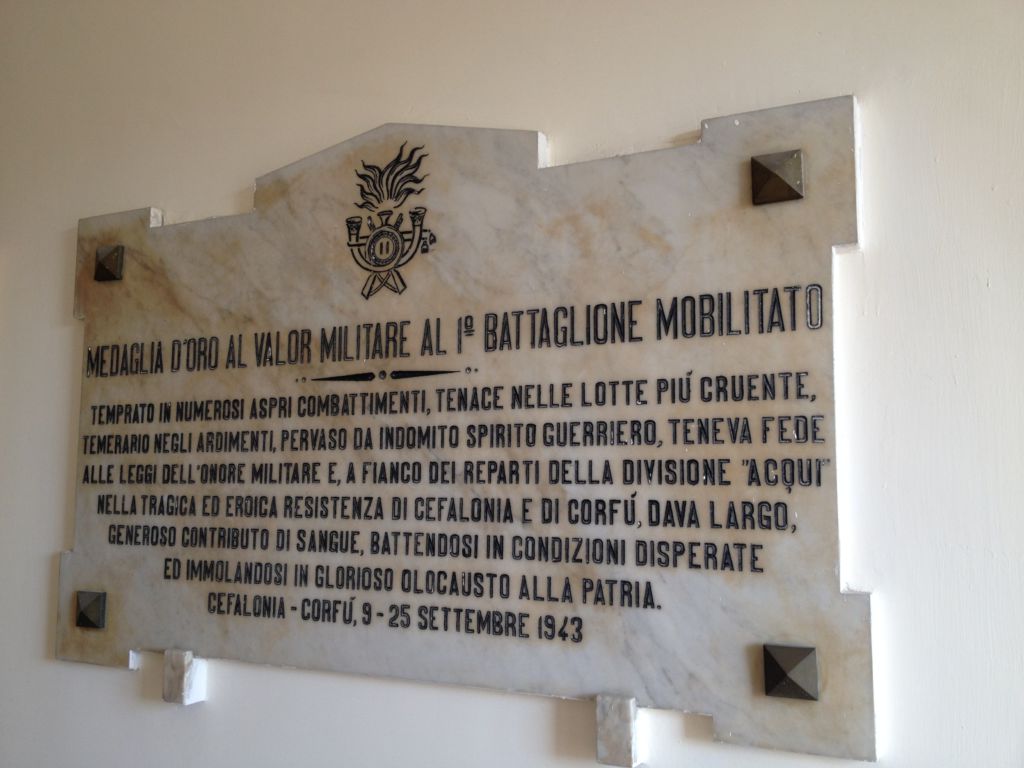 11
MEDAGLIA D'ORO AL VALOR MILITARE AL 1º BATTAGLIONE MOBILITATO
TEMPRATO IN NUMEROSI ASPRI COMBATTIMENTI, TENACE NELLE LOTTE PIÚ CRUENTE,
TEMERARIO NEGLI ARDIMENTI, PERVASO DA INDOMITO SPIRITO GUERRIERO, TENEVA FEDE
ALLE LEGGI DELL'ONORE MILITARE E, A FIANCO DEI REPARTI DELLA DIVISIONE "ACQUI"
NELLA TRAGICA ED EROICA RESISTENZA DI CEFALONIA E DI CORFÚ, DAVA LARGO,
GENEROSO CONTRIBUTO DI SANGUE, BATTENDOSI IN CONDIZIONI DISPERATE
ED IMMOLANDOSI IN GLORIOSO OLOCAUSTO ALLA PATRIA.
CEFALONIA - CORFÚ, 9 - 25 SETTEMBRE 1943